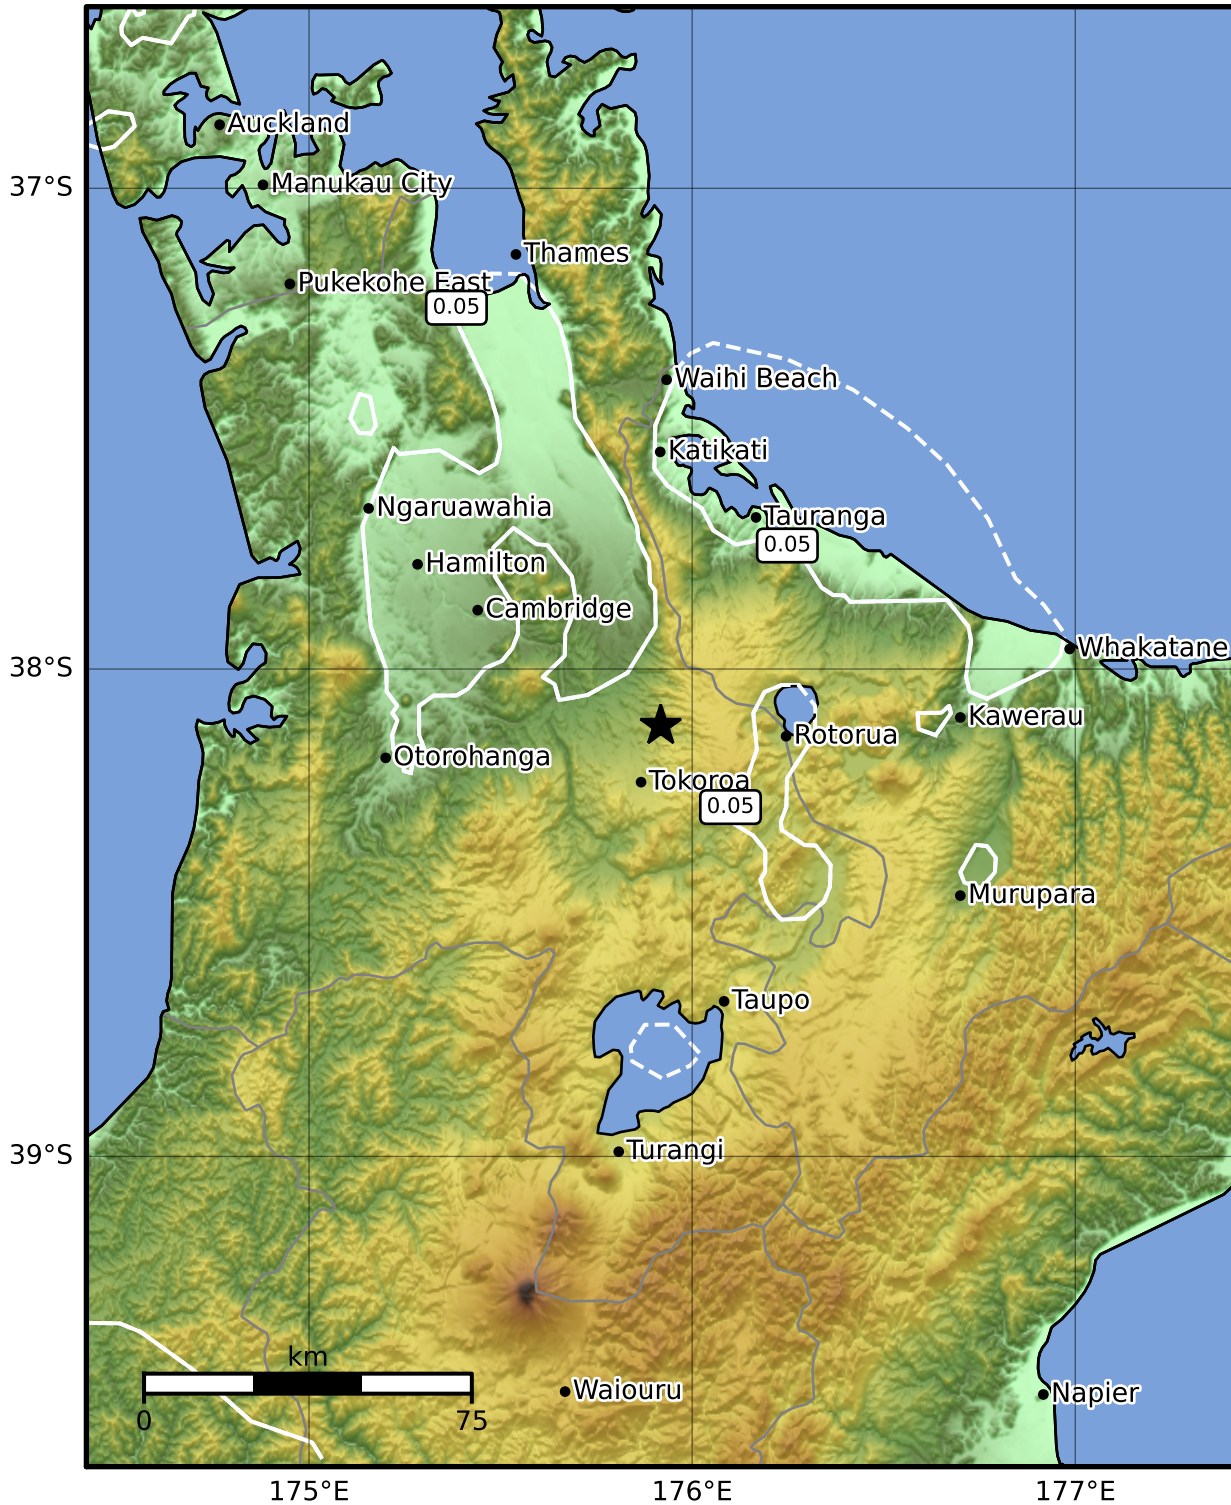 Auckland
Manukau City
37°S
Thames
Pukekohe East
0.05
Waihi Beach
Katikati
Ngaruawahia
Tauranga
0.05
Hamilton
Cambridge
Whakatane
38°S
Kawerau
Rotorua
Otorohanga
Tokoroa
0.05
Murupara
Taupo
Turangi
39°S
km
Waiouru
Napier
0 75
175°E 176°E 177°E